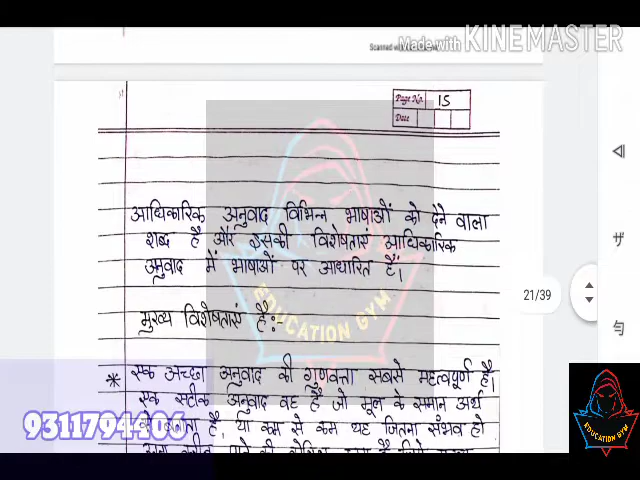 Scanned wi
Made with KINEMASTER
Page No. 15
Date
आधिकारिक अनुवाद विभिन्न भाषाओं को देने वाला
शब्द है और इसकी विशेषताएं आधिकारिक
अनुवाद में भाषाओं पर आधारित हैं।
21/39
मुख्य विशेषताएं है:-
EDUCATION GYM
* एक अच्छा अनुवाद की गुणवत्ता सबसे महत्वपूर्ण है।
एक सटीक अनुवाद वह है जो मूल के समान अर्थ
है, या कम से कम यह जितना संभव हो
9311794406
EDUCATION GYM